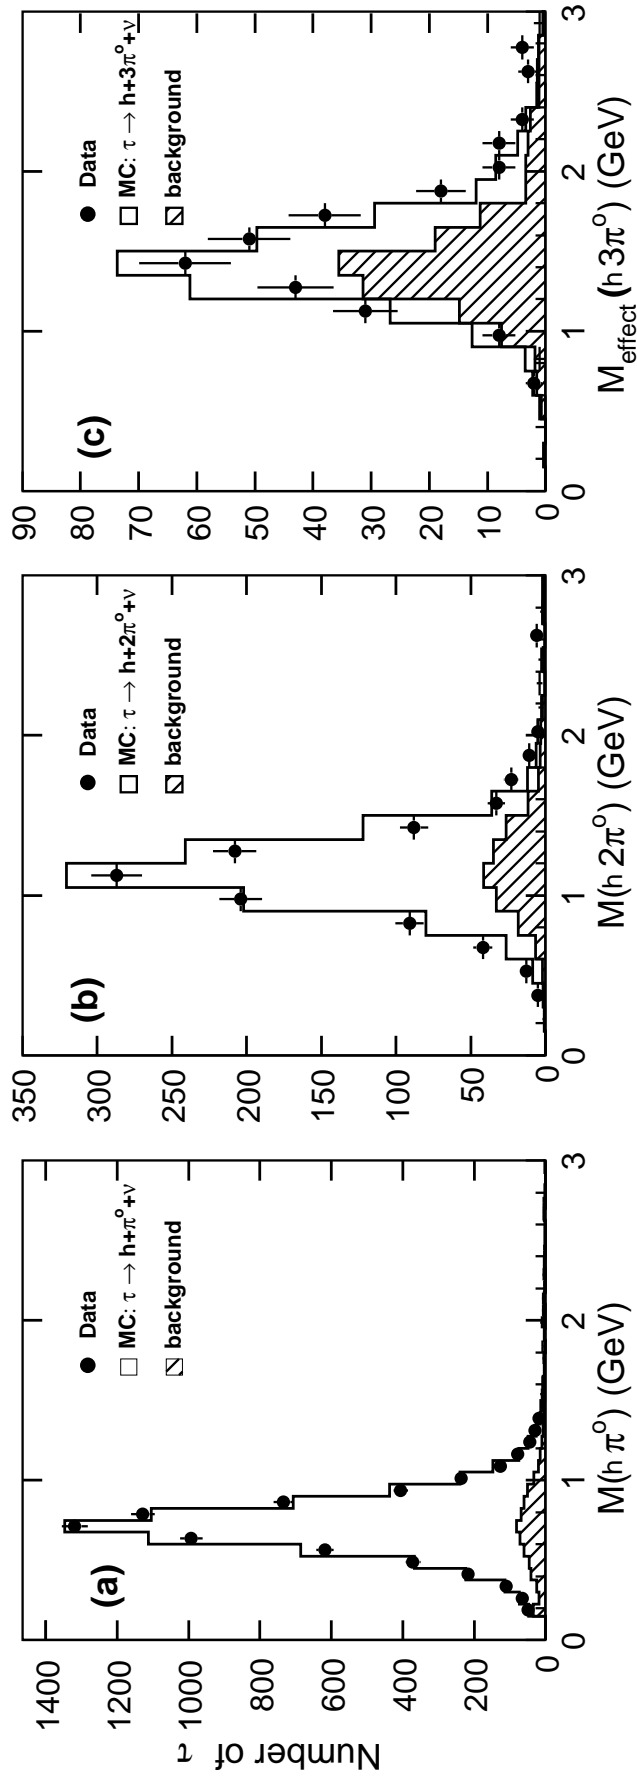 Number of τ
1400
1200
1000
800
600
400
200
0
(a)
Data
MC: τ → h+π⁰+ν
background
0 1 2 3
M(h π⁰) (GeV)
350
300
250
200
150
100
50
0
(b)
Data
MC: τ → h+2π⁰+ν
background
0 1 2 3
M(h 2π⁰) (GeV)
90
80
70
60
50
40
30
20
10
0
(c)
Data
MC: τ → h+3π⁰+ν
background
0 1 2 3
M_effect (h 3π⁰) (GeV)